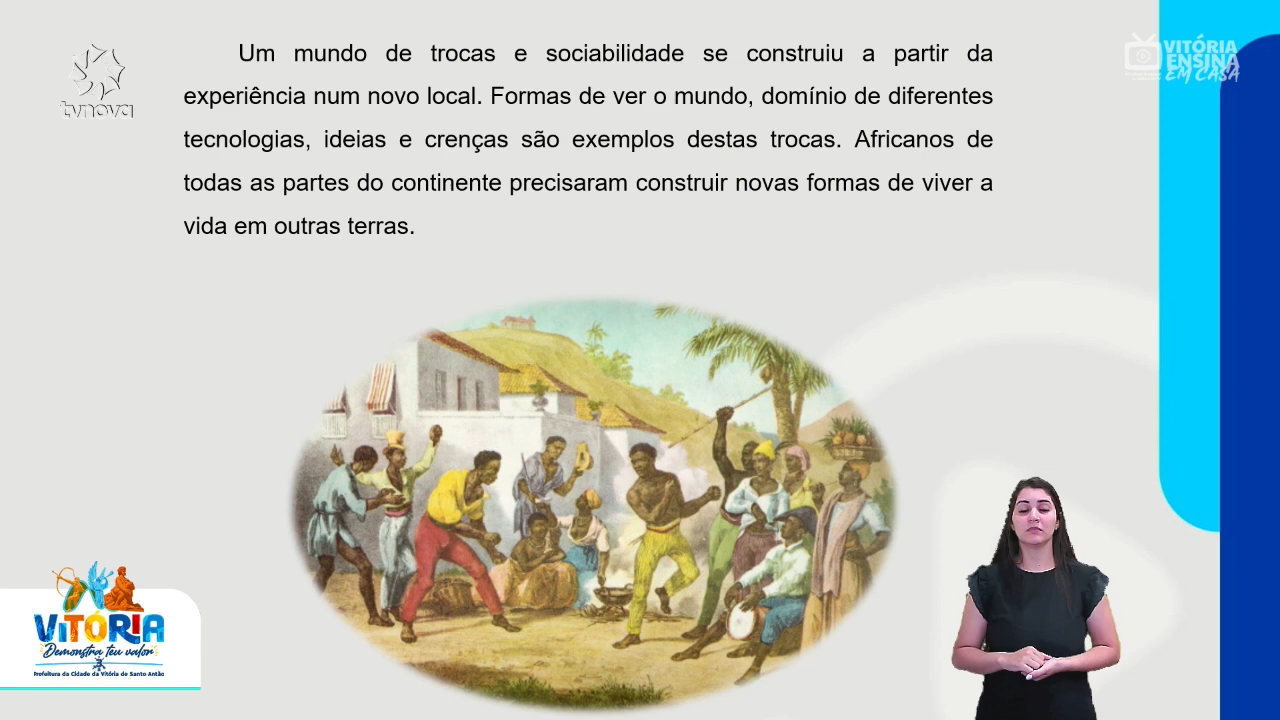 Um mundo de trocas e sociabilidade se construiu a partir da
experiência num novo local. Formas de ver o mundo, domínio de diferentes
tecnologias, ideias e crenças são exemplos destas trocas. Africanos de
todas as partes do continente precisaram construir novas formas de viver a
vida em outras terras.
tvnova
VITÓRIA
ENSINA
EM CASA
VITÓRIA
Demonstra teu valor
Prefeitura da Cidade da Vitória de Santo Antão